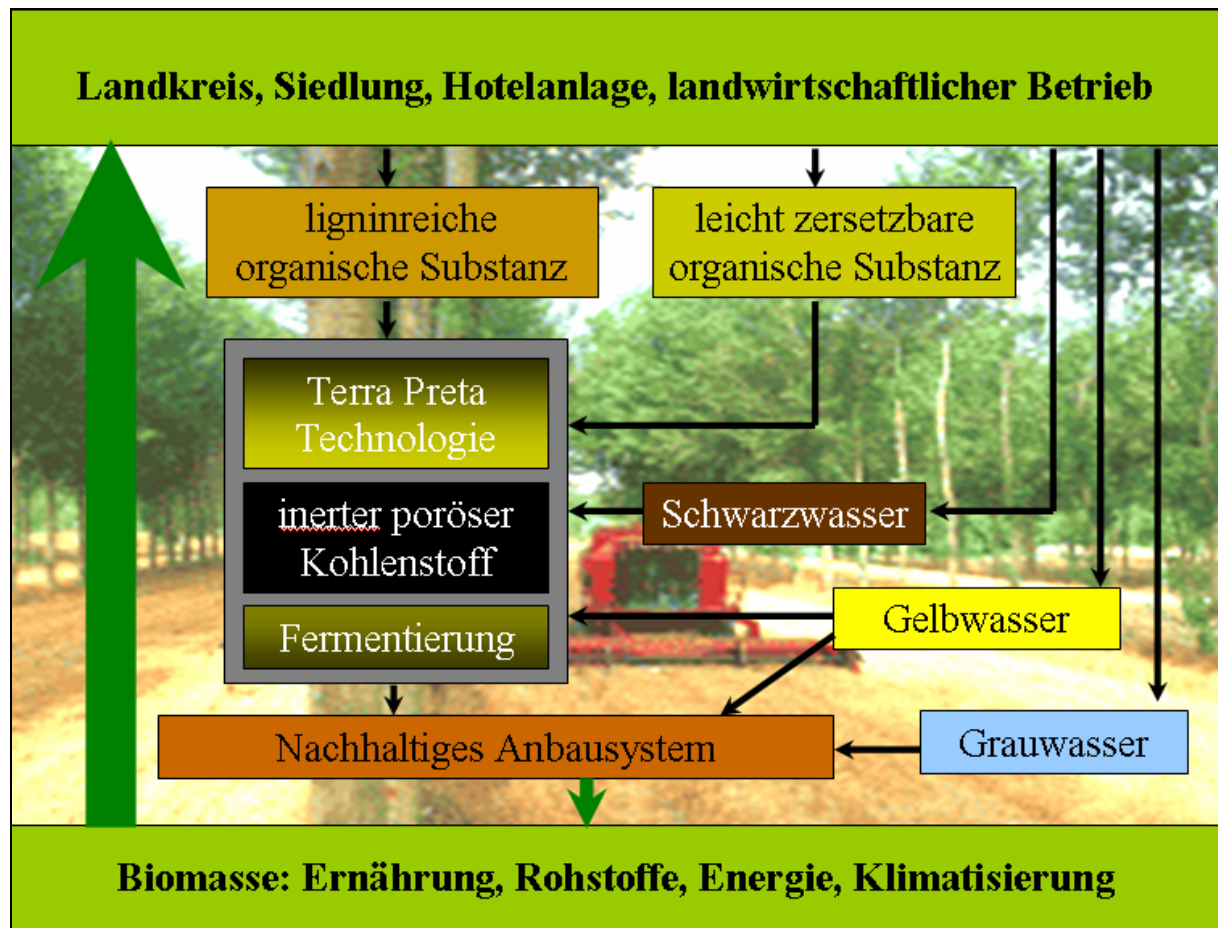 Landkreis, Siedlung, Hotelanlage, landwirtschaftlicher Betrieb
ligninreiche
organische Substanz
leicht zersetzbare
organische Substanz
Terra Preta
Technologie
inerter poröser
Kohlenstoff
Schwarzwasser
Fermentierung
Gelbwasser
Nachhaltiges Anbausystem
Grauwasser
Biomasse: Ernährung, Rohstoffe, Energie, Klimatisierung